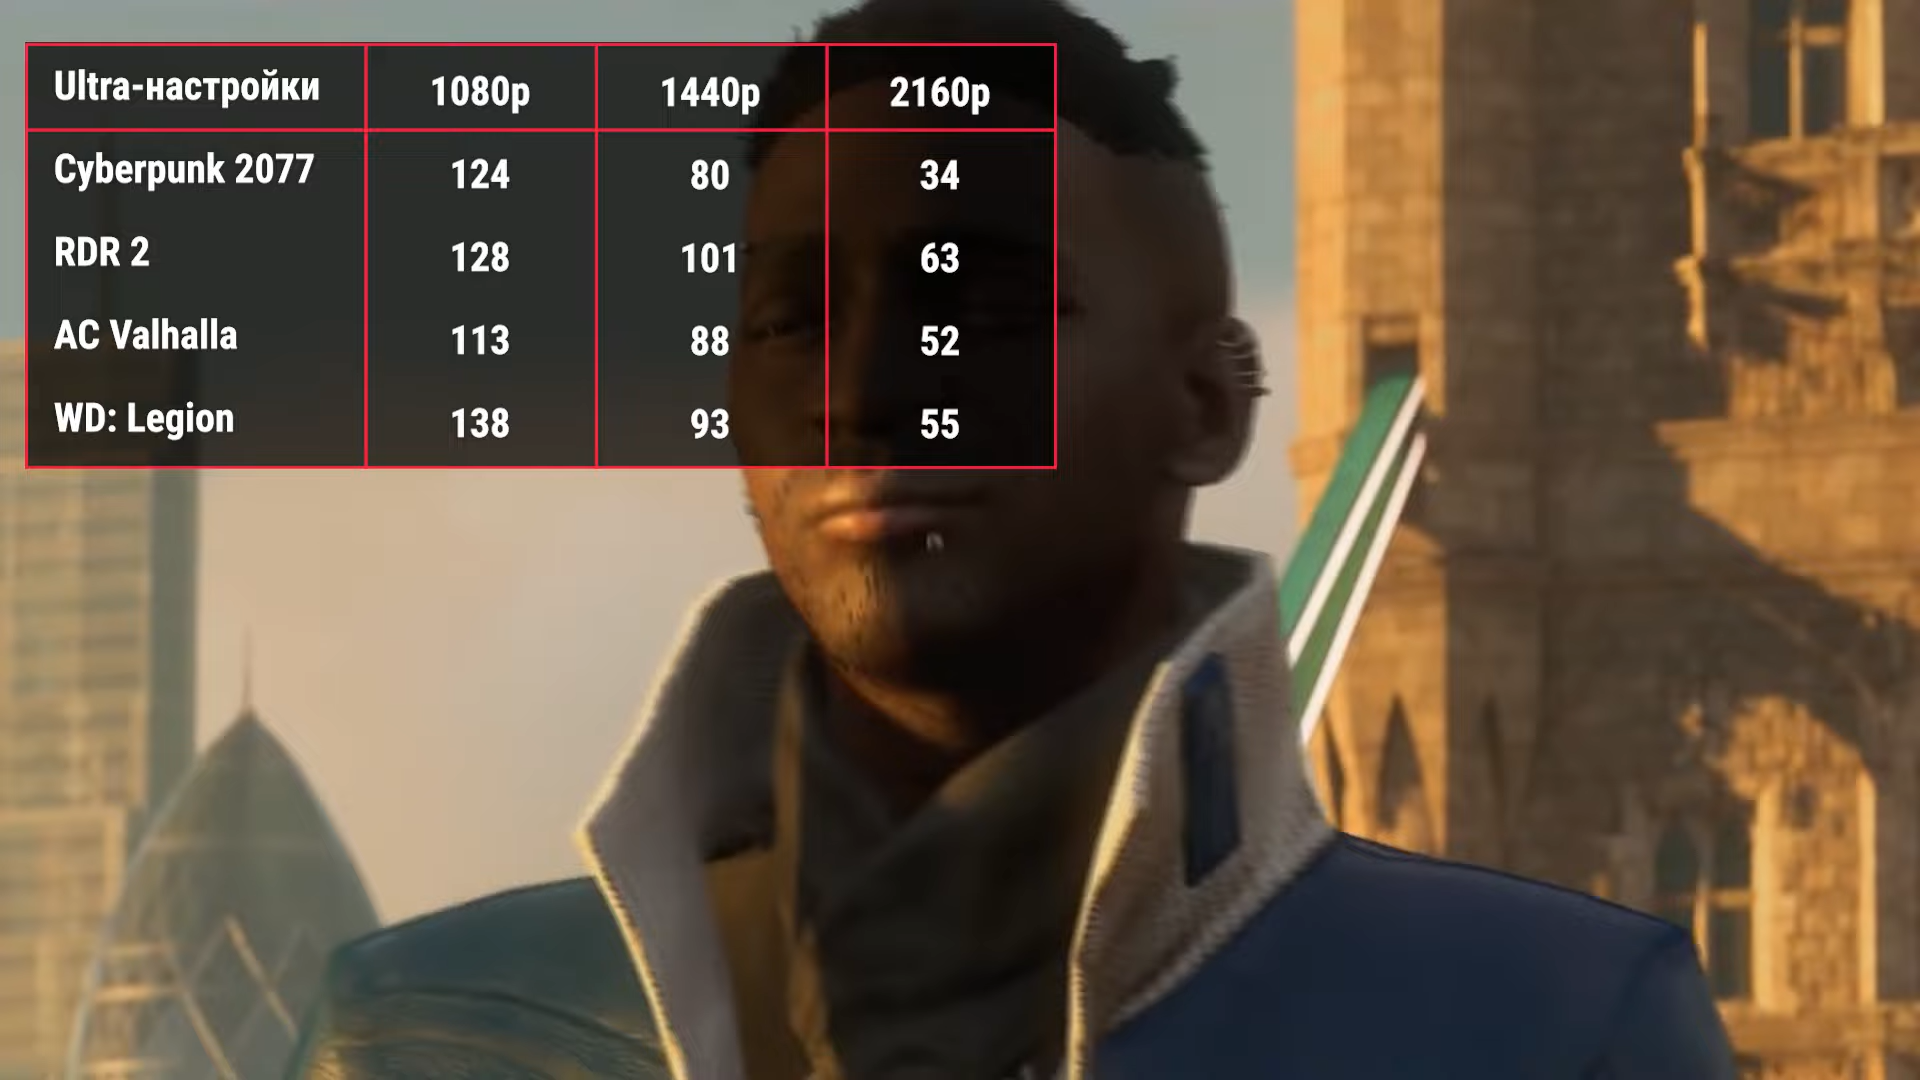 Ultra-настройки 1080p 1440p 2160p
Cyberpunk 2077 124 80 34
RDR 2 128 101 63
AC Valhalla 113 88 52
WD: Legion 138 93 55